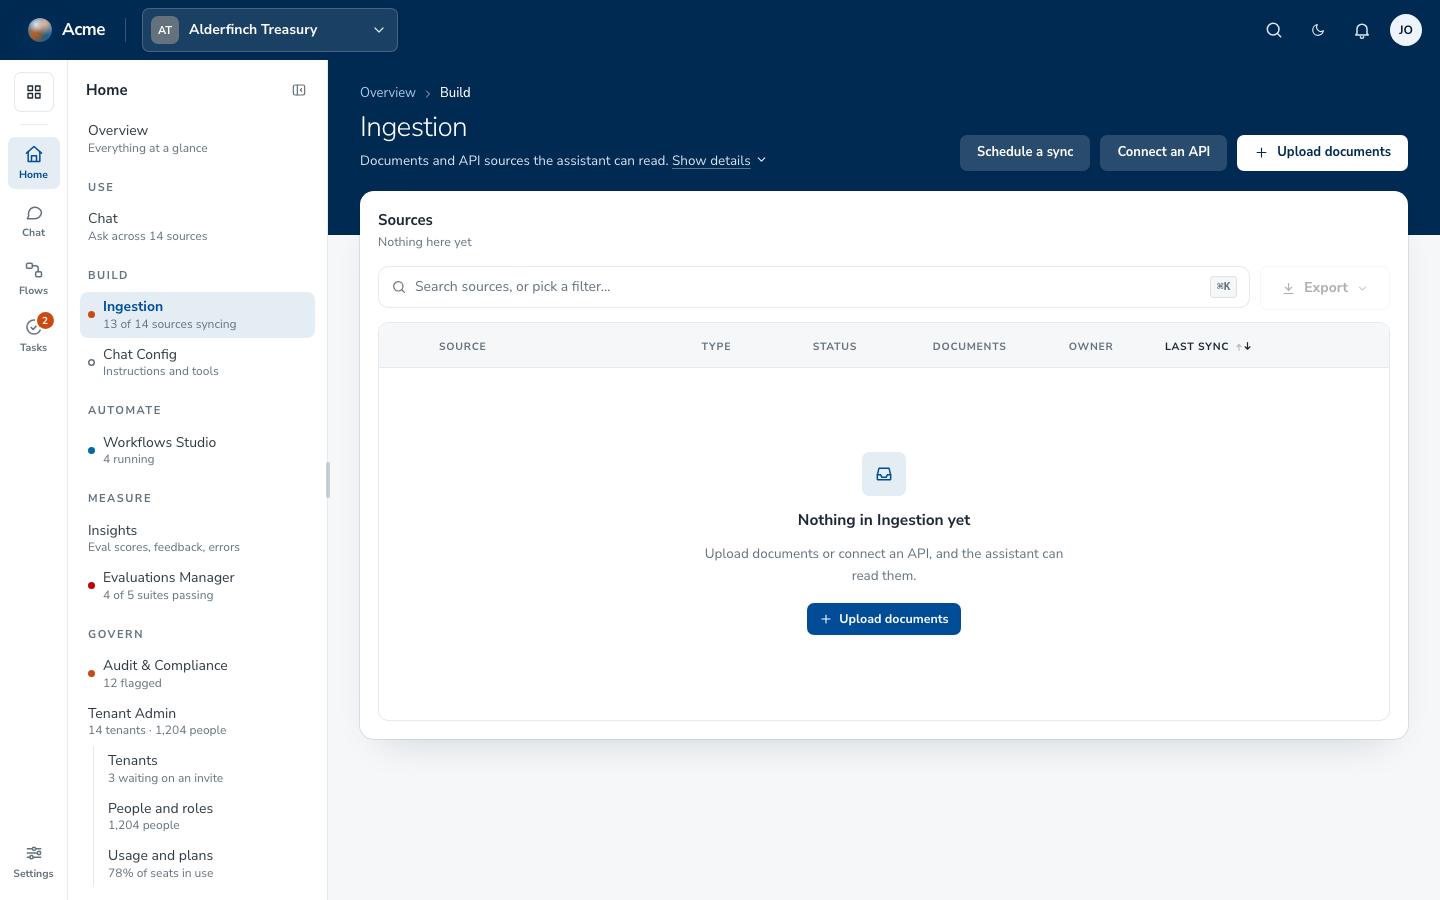 Acme
AT
Alderfinch Treasury
JO
Home
Chat
Flows
2
Tasks
Settings
Home
Overview
Everything at a glance
USE
Chat
Ask across 14 sources
BUILD
Ingestion
13 of 14 sources syncing
Chat Config
Instructions and tools
AUTOMATE
Workflows Studio
4 running
MEASURE
Insights
Eval scores, feedback, errors
Evaluations Manager
4 of 5 suites passing
GOVERN
Audit & Compliance
12 flagged
Tenant Admin
14 tenants · 1,204 people
Tenants
3 waiting on an invite
People and roles
1,204 people
Usage and plans
78% of seats in use
Overview
Build
Ingestion
Documents and API sources the assistant can read. Show details
Schedule a sync
Connect an API
Upload documents
Sources
Nothing here yet
Search sources, or pick a filter...
⌘K
Export
SOURCE
TYPE
STATUS
DOCUMENTS
OWNER
LAST SYNC ↑↓
Nothing in Ingestion yet
Upload documents or connect an API, and the assistant can
read them.
Upload documents